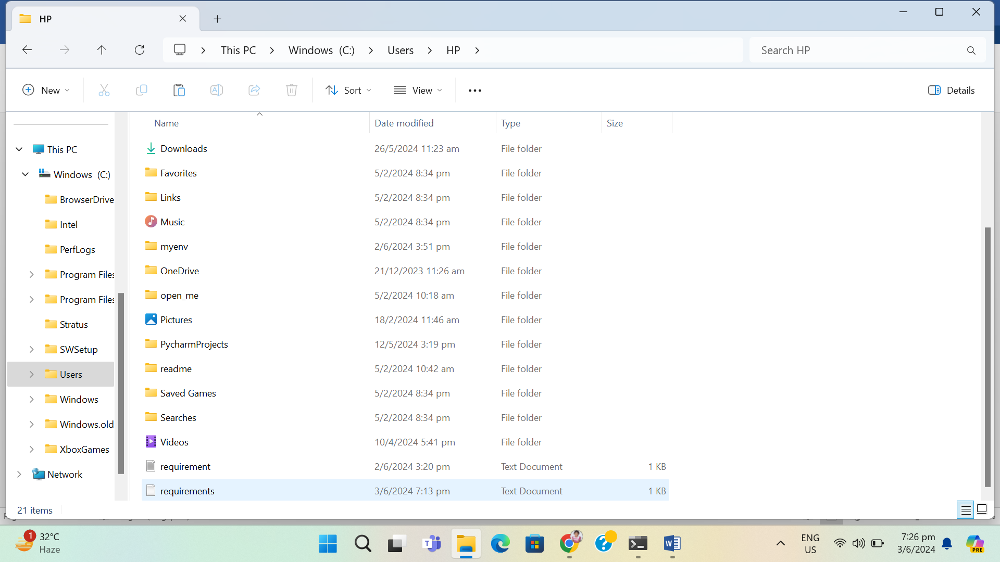 HP
This PC
Windows (C:)
Users
HP
Search HP
New
Sort
View
Details
Name
Date modified
Type
Size
This PC
Windows (C:)
BrowserDrive
Intel
PerfLogs
Program Files
Program Files
Stratus
SWSetup
Users
Windows
Windows.old
XboxGames
Network
Downloads 26/5/2024 11:23 am File folder
Favorites 5/2/2024 8:34 pm File folder
Links 5/2/2024 8:34 pm File folder
Music 5/2/2024 8:34 pm File folder
myenv 2/6/2024 3:51 pm File folder
OneDrive 21/12/2023 11:26 am File folder
open_me 5/2/2024 10:18 am File folder
Pictures 18/2/2024 11:46 am File folder
PycharmProjects 12/5/2024 3:19 pm File folder
readme 5/2/2024 10:42 am File folder
Saved Games 5/2/2024 8:34 pm File folder
Searches 5/2/2024 8:34 pm File folder
Videos 10/4/2024 5:41 pm File folder
requirement 2/6/2024 3:20 pm Text Document 1 KB
requirements 3/6/2024 7:13 pm Text Document 1 KB
21 items
1
32°C
Haze
ENG
US
7:26 pm
3/6/2024
PRE